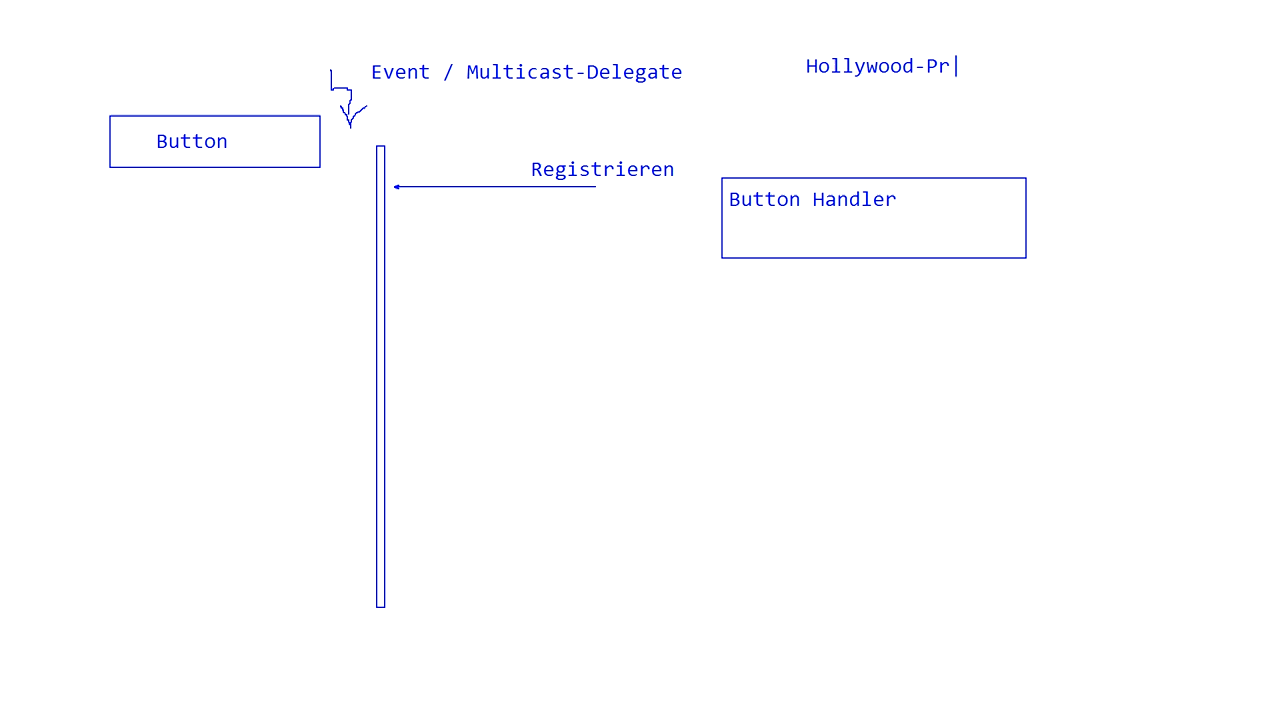 Event / Multicast-Delegate
Hollywood-Pr
Button
Registrieren
Button Handler